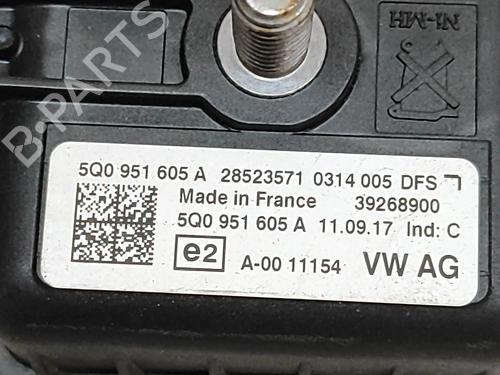 NI-MH
B-PARTS
5Q0 951 605 A 28523571 0314 005 DFS
Made in France 39268900
5Q0 951 605 A 11.09.17 Ind: C
e2 A-00 11154 VW AG